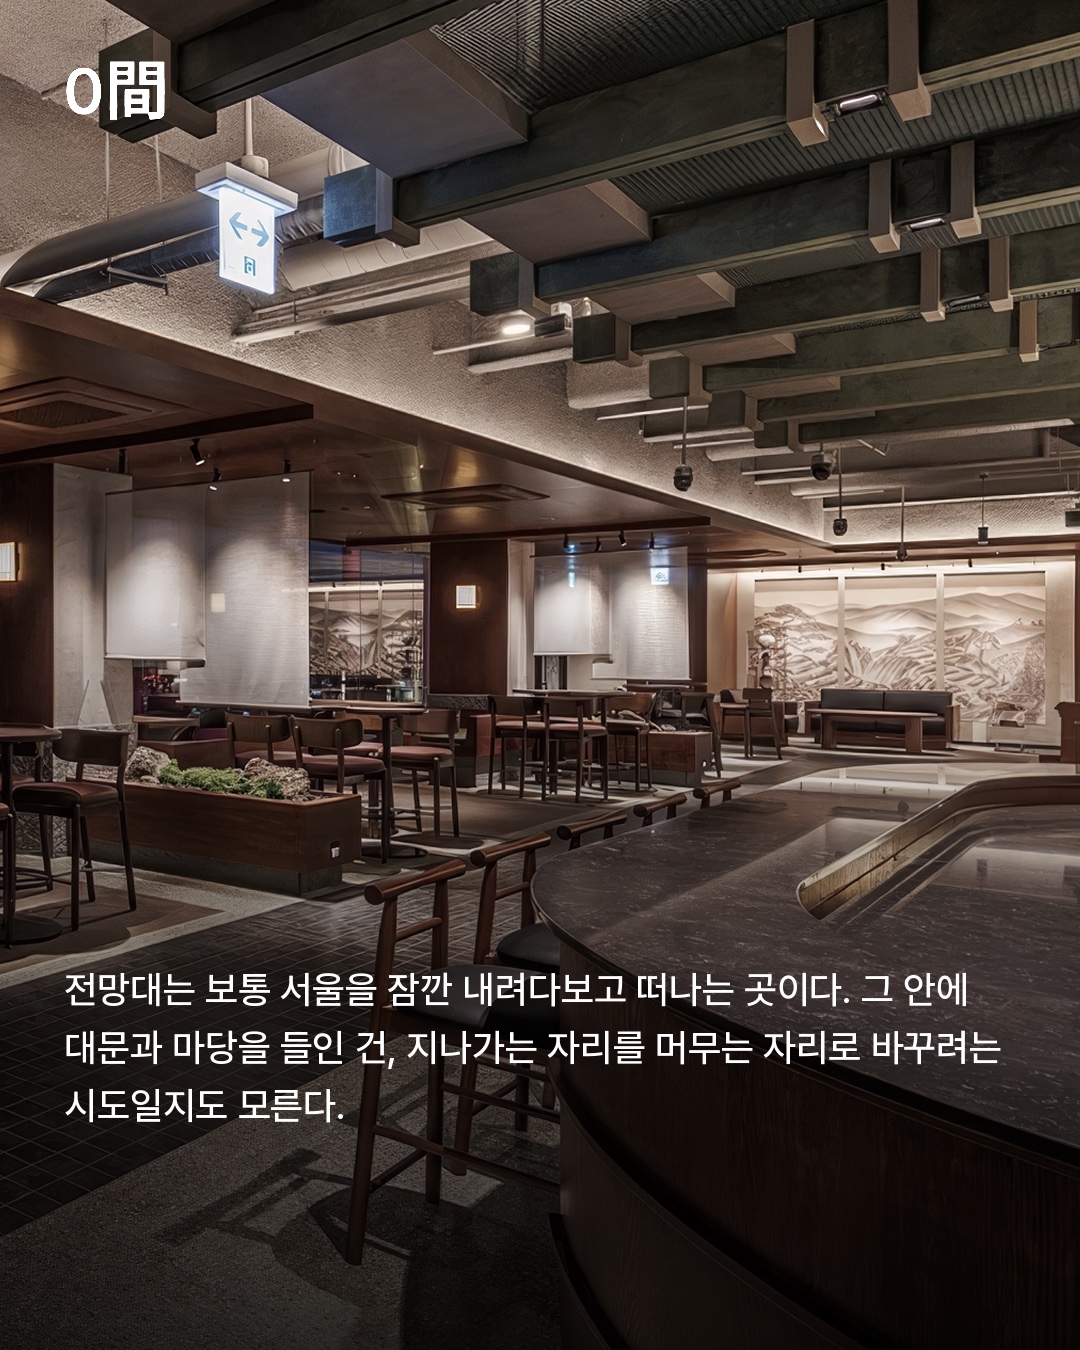 0間
전망대는 보통 서울을 잠깐 내려다보고 떠나는 곳이다. 그 안에
대문과 마당을 들인 건, 지나가는 자리를 머무는 자리로 바꾸려는
시도일지도 모른다.